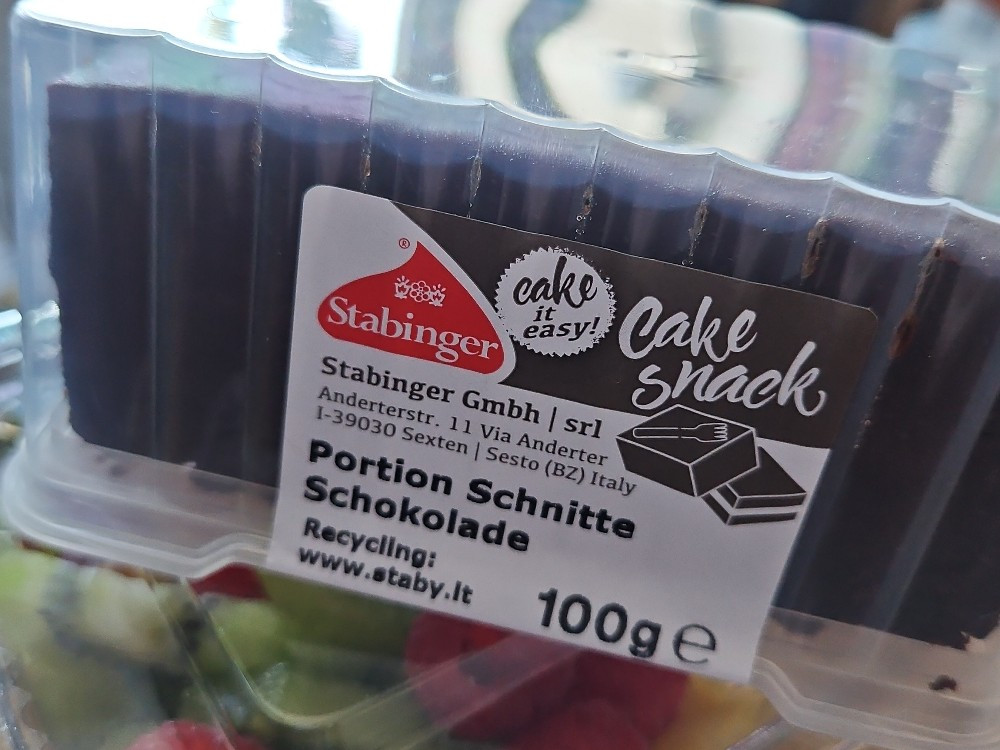 ®
Stabinger
cake
it
easy!
Cake
snack
Stabinger Gmbh | srl
Anderterstr. 11 Via Anderter
I-39030 Sexten | Sesto (BZ) Italy
Portion Schnitte
Schokolade
Recycling:
www.staby.it
100g ℮